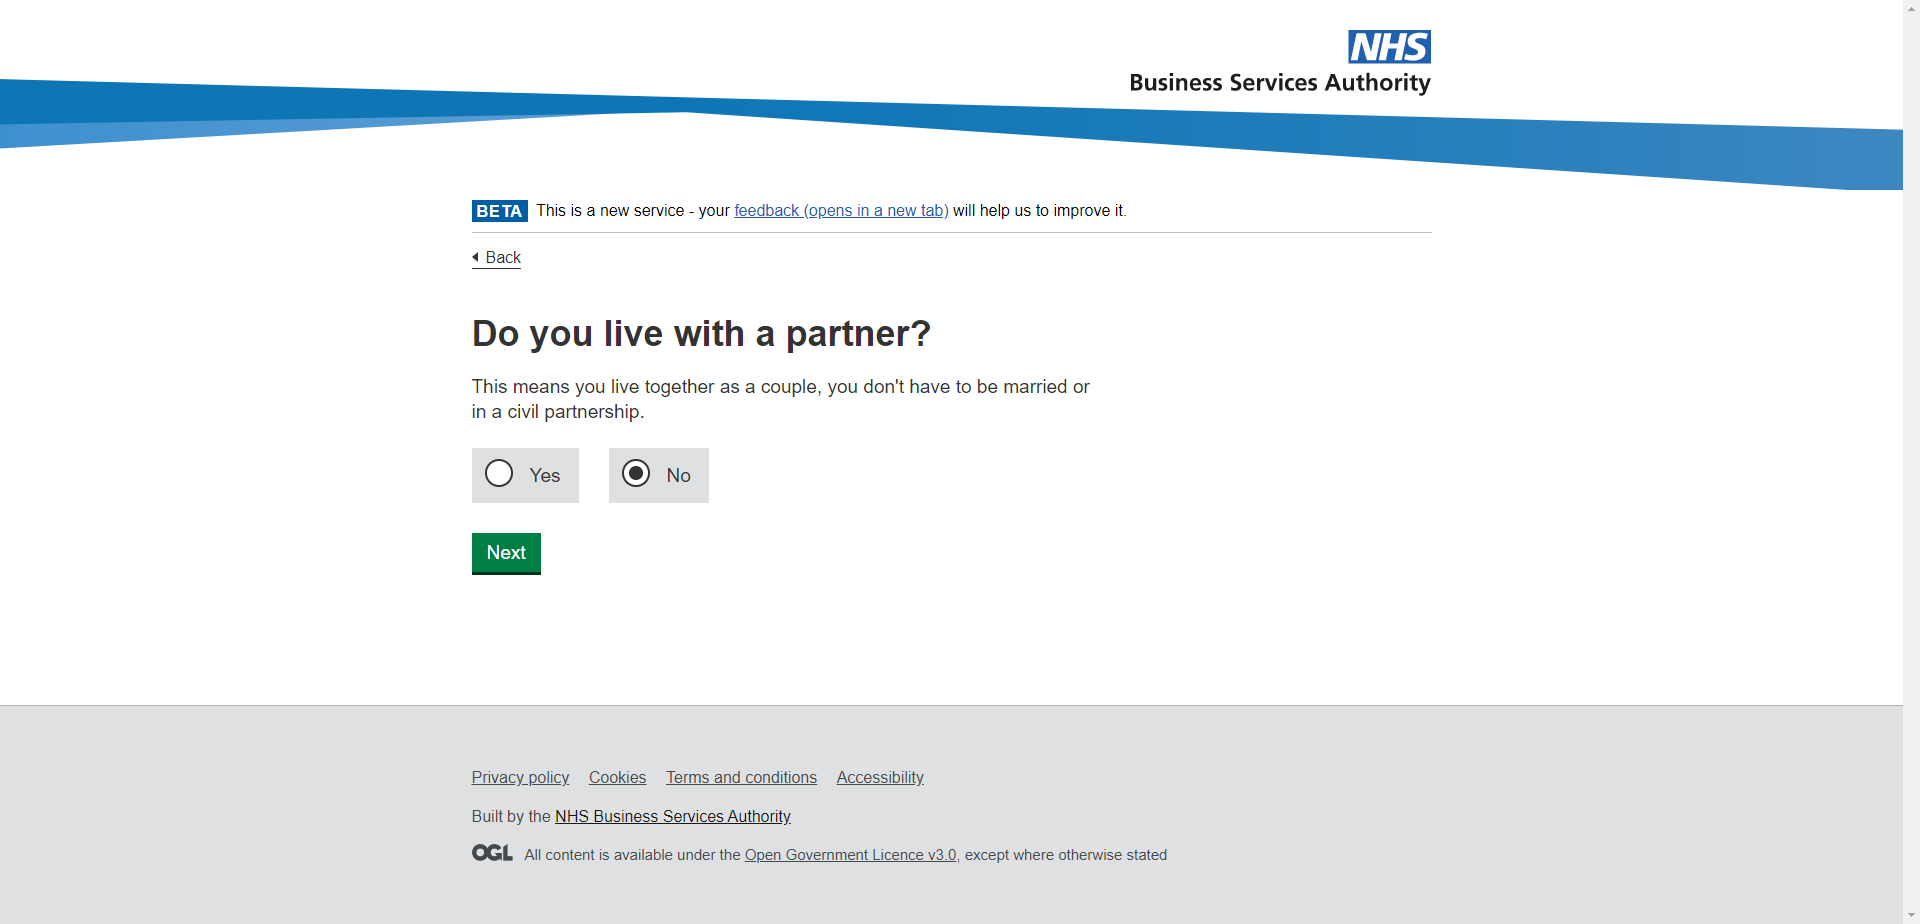 NHS
Business Services Authority
BETA This is a new service - your feedback (opens in a new tab) will help us to improve it.
Back
Do you live with a partner?
This means you live together as a couple, you don't have to be married or
in a civil partnership.
Yes No
Next
Privacy policy Cookies Terms and conditions Accessibility
Built by the NHS Business Services Authority
OGL All content is available under the Open Government Licence v3.0, except where otherwise stated